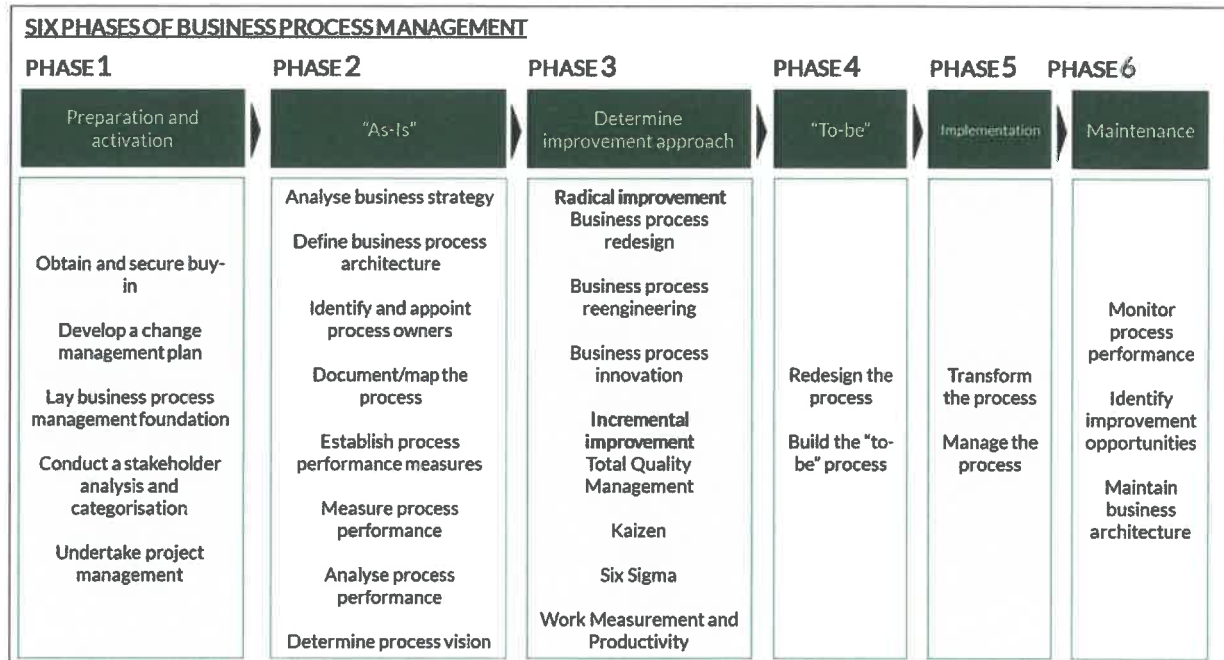 SIX PHASES OF BUSINESS PROCESS MANAGEMENT
PHASE 1
Preparation and
activation
Obtain and secure buy-
in
Develop a change
management plan
Lay business process
management foundation
Conduct a stakeholder
analysis and
categorisation
Undertake project
management
PHASE 2
"As-Is"
Analyse business strategy
Define business process
architecture
Identify and appoint
process owners
Document/map the
process
Establish process
performance measures
Measure process
performance
Analyse process
performance
Determine process vision
PHASE 3
Determine
improvement approach
Radical improvement
Business process
redesign
Business process
reengineering
Business process
innovation
Incremental
improvement
Total Quality
Management
Kaizen
Six Sigma
Work Measurement and
Productivity
PHASE 4
"To-be"
Redesign the
process
Build the "to-
be" process
PHASE 5
Implementation
Transform
the process
Manage the
process
PHASE 6
Maintenance
Monitor
process
performance
Identify
improvement
opportunities
Maintain
business
architecture